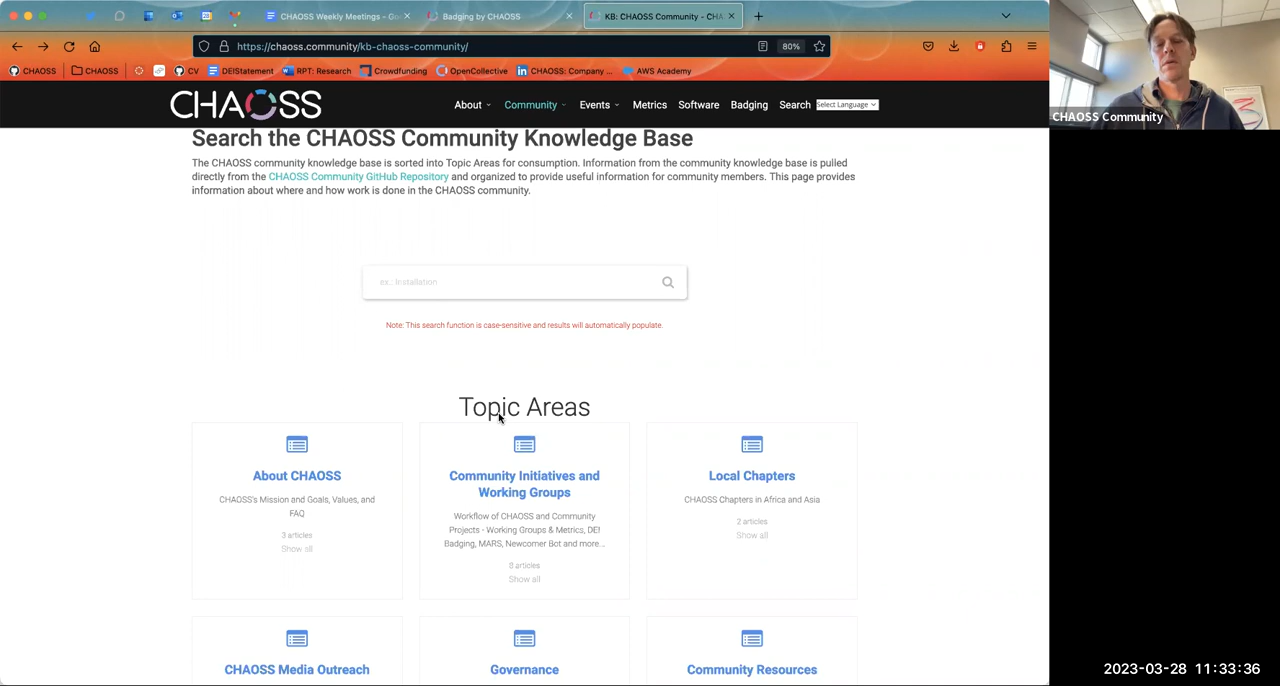 CHAOSS Weekly Meetings - Go
Badging by CHAOSS
KB: CHAOSS Community - CHA
https://chaoss.community/kb-chaoss-community/
80%
CHAOSS
CHAOSS
CV
DEIStatement
RPT: Research
Crowdfunding
OpenCollective
CHAOSS: Company ...
AWS Academy
CHAOSS
About
Community
Events
Metrics
Software
Badging
Search
Select Language
CHAOSS Community
Search the CHAOSS Community Knowledge Base
The CHAOSS community knowledge base is sorted into Topic Areas for consumption. Information from the community knowledge base is pulled
directly from the CHAOSS Community GitHub Repository and organized to provide useful information for community members. This page provides
information about where and how work is done in the CHAOSS community.
ex.: Installation
Note: This search function is case-sensitive and results will automatically populate.
Topic Areas
About CHAOSS
CHAOSS's Mission and Goals, Values, and
FAQ
3 articles
Show all
Community Initiatives and
Working Groups
Workflow of CHAOSS and Community
Projects - Working Groups & Metrics, DEI
Badging, MARS, Newcomer Bot and more...
8 articles
Show all
Local Chapters
CHAOSS Chapters in Africa and Asia
2 articles
Show all
CHAOSS Media Outreach
Governance
Community Resources
2023-03-28 11:33:36